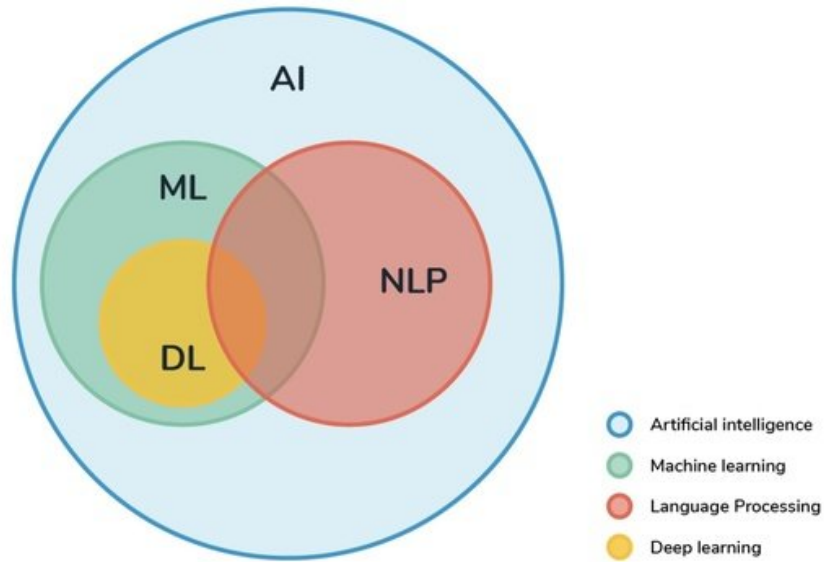 AI
ML
NLP
DL
Artificial intelligence
Machine learning
Language Processing
Deep learning